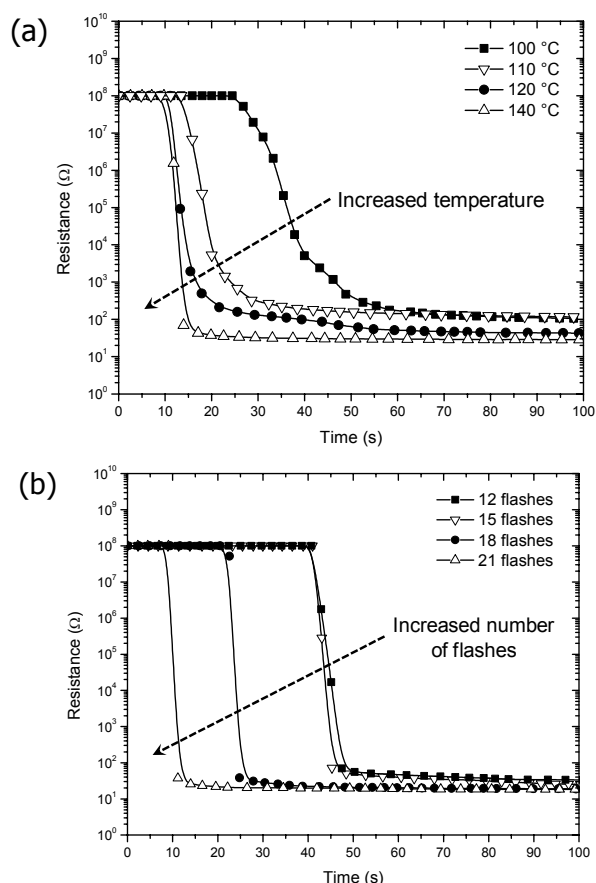 (a)
10^10
10^9
10^8
10^7
10^6
10^5
10^4
10^3
10^2
10^1
10^0
Resistance (Ω)
100 °C
110 °C
120 °C
140 °C
Increased temperature
0 10 20 30 40 50 60 70 80 90 100
Time (s)
(b)
10^10
10^9
10^8
10^7
10^6
10^5
10^4
10^3
10^2
10^1
10^0
Resistance (Ω)
12 flashes
15 flashes
18 flashes
21 flashes
Increased number
of flashes
0 10 20 30 40 50 60 70 80 90 100
Time (s)